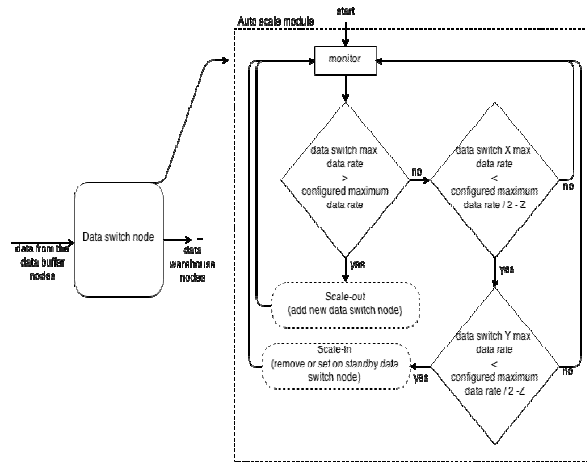 Auto scale module
start
monitor
data switch max
data rate
>
configured maximum
data rate
no
data switch X max
data rate
<
configured maximum
data rate / 2 - Z
no
yes
yes
Data switch node
data from the
data buffer
nodes
data
warehouse
nodes
Scale-out
(add new data switch node)
Scale-In
(remove or set on standby data
switch node)
yes
data switch Y max
data rate
<
configured maximum
data rate / 2 -Z
no